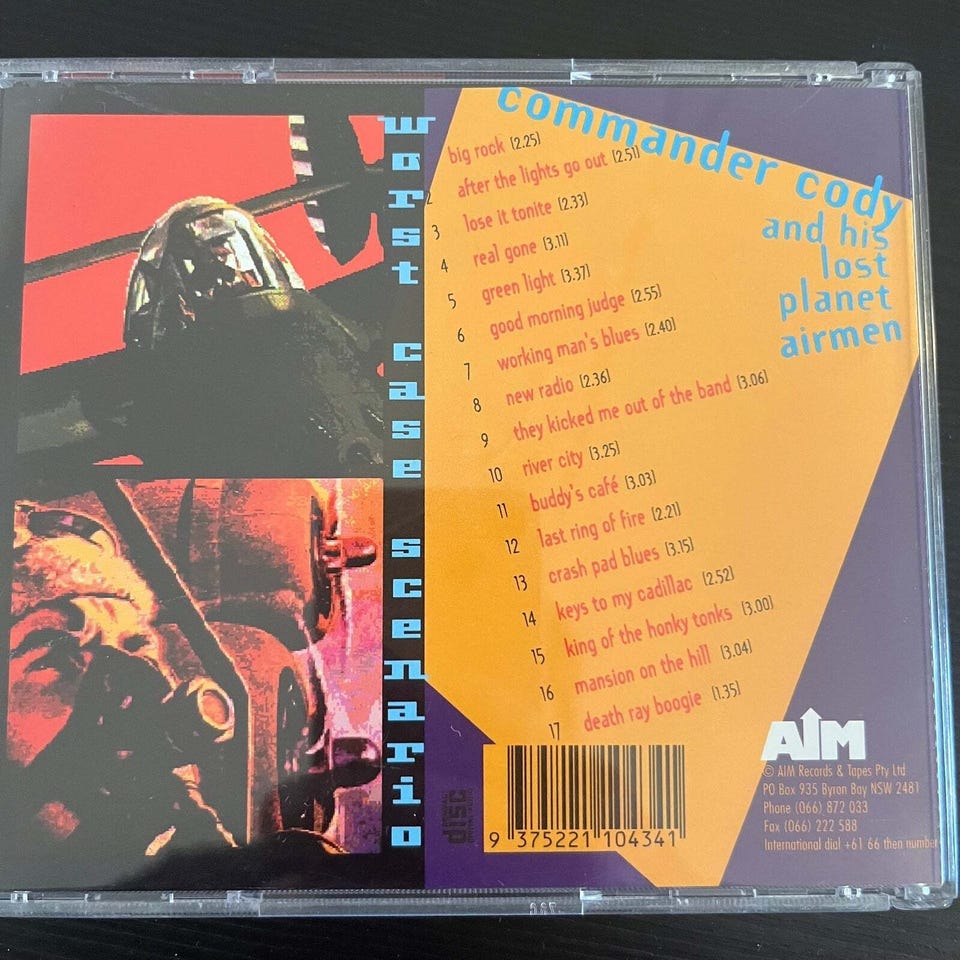 worst case scenario
commander cody
and his
lost
planet
airmen
big rock [2.25]
2 after the lights go out [2.51]
3 lose it tonite [2.33]
4 real gone [3.11]
5 green light [3.37]
6 good morning judge [2.55]
7 working man's blues [2.40]
8 new radio [2.36]
9 they kicked me out of the band [3.06]
10 river city [3.25]
11 buddy's café [3.03]
12 last ring of fire [2.21]
13 crash pad blues [3.15]
14 keys to my cadillac [2.52]
15 king of the honky tonks [3.00]
16 mansion on the hill [3.04]
17 death ray boogie [1.35]
disc
9 375221 104341
AIM
© AIM Records & Tapes Pty Ltd
PO Box 935 Byron Bay NSW 2481
Phone (066) 872 033
Fax (066) 222 588
International dial +61 66 then number